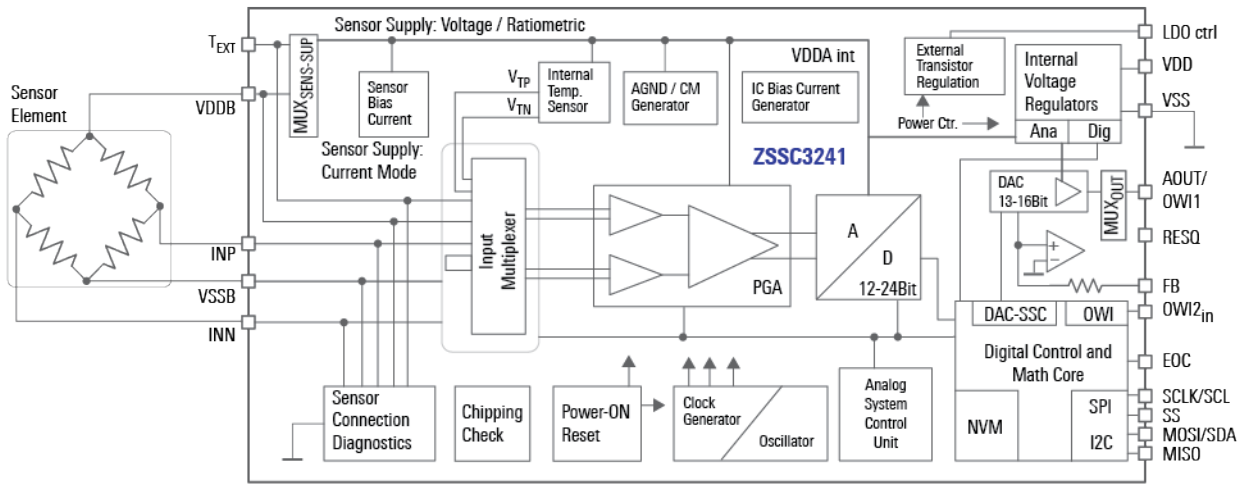 Sensor Supply: Voltage / Ratiometric
TEXT
VDDB
Sensor
Element
MUXSENS-SUP
Sensor
Bias
Current
Sensor Supply:
Current Mode
VTP
VTN
Internal
Temp.
Sensor
AGND / CM
Generator
VDDA int
IC Bias Current
Generator
ZSSC3241
External
Transistor
Regulation
Power Ctr.
Internal
Voltage
Regulators
Ana
Dig
LDO ctrl
VDD
VSS
DAC
13-16Bit
MUXOUT
AOUT/
OWI1
RESQ
FB
OWI2in
EOC
SCLK/SCL
SS
MOSI/SDA
MISO
INP
VSSB
INN
Input
Multiplexer
PGA
A
D
12-24Bit
+
−
DAC-SSC
OWI
Digital Control and
Math Core
NVM
SPI
I2C
Sensor
Connection
Diagnostics
Chipping
Check
Power-ON
Reset
Clock
Generator
Oscillator
Analog
System
Control
Unit